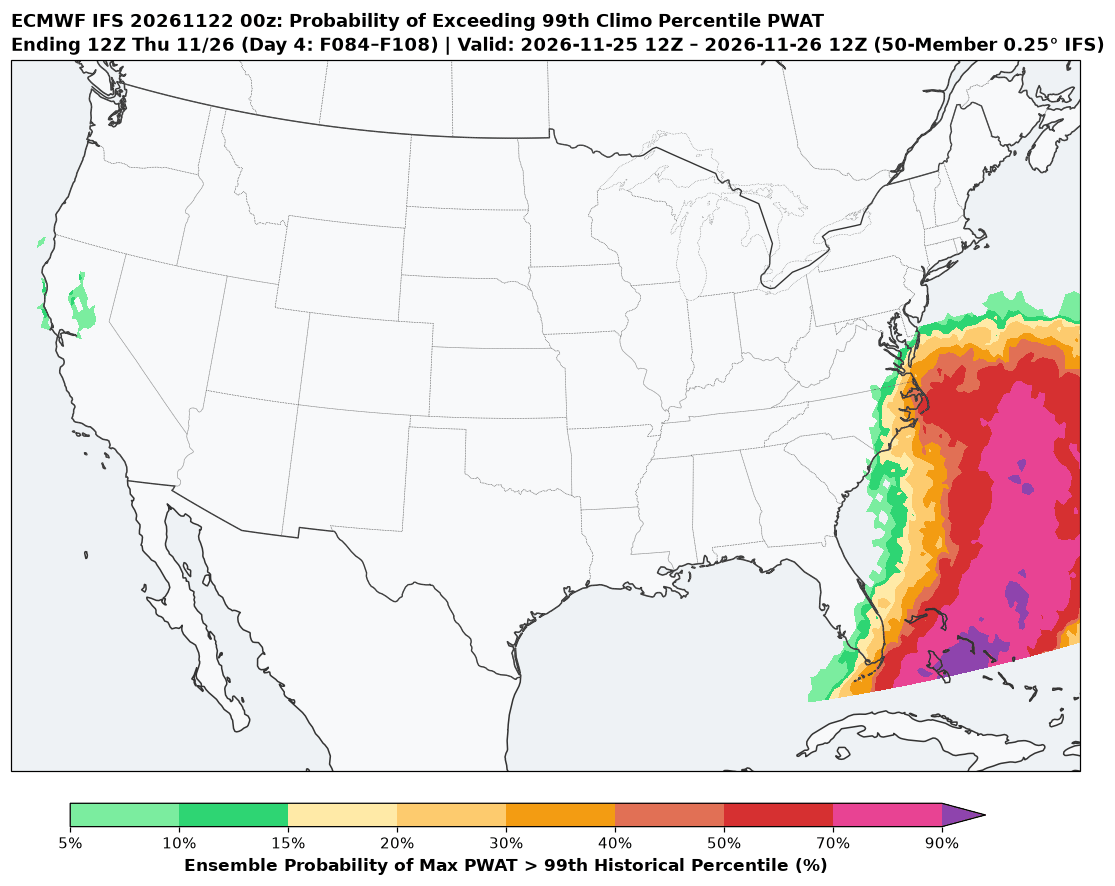 ECMWF IFS 20261122 00z: Probability of Exceeding 99th Climo Percentile PWAT
Ending 12Z Thu 11/26 (Day 4: F084–F108) | Valid: 2026-11-25 12Z – 2026-11-26 12Z (50-Member 0.25° IFS)
5% 10% 15% 20% 30% 40% 50% 70% 90%
Ensemble Probability of Max PWAT > 99th Historical Percentile (%)